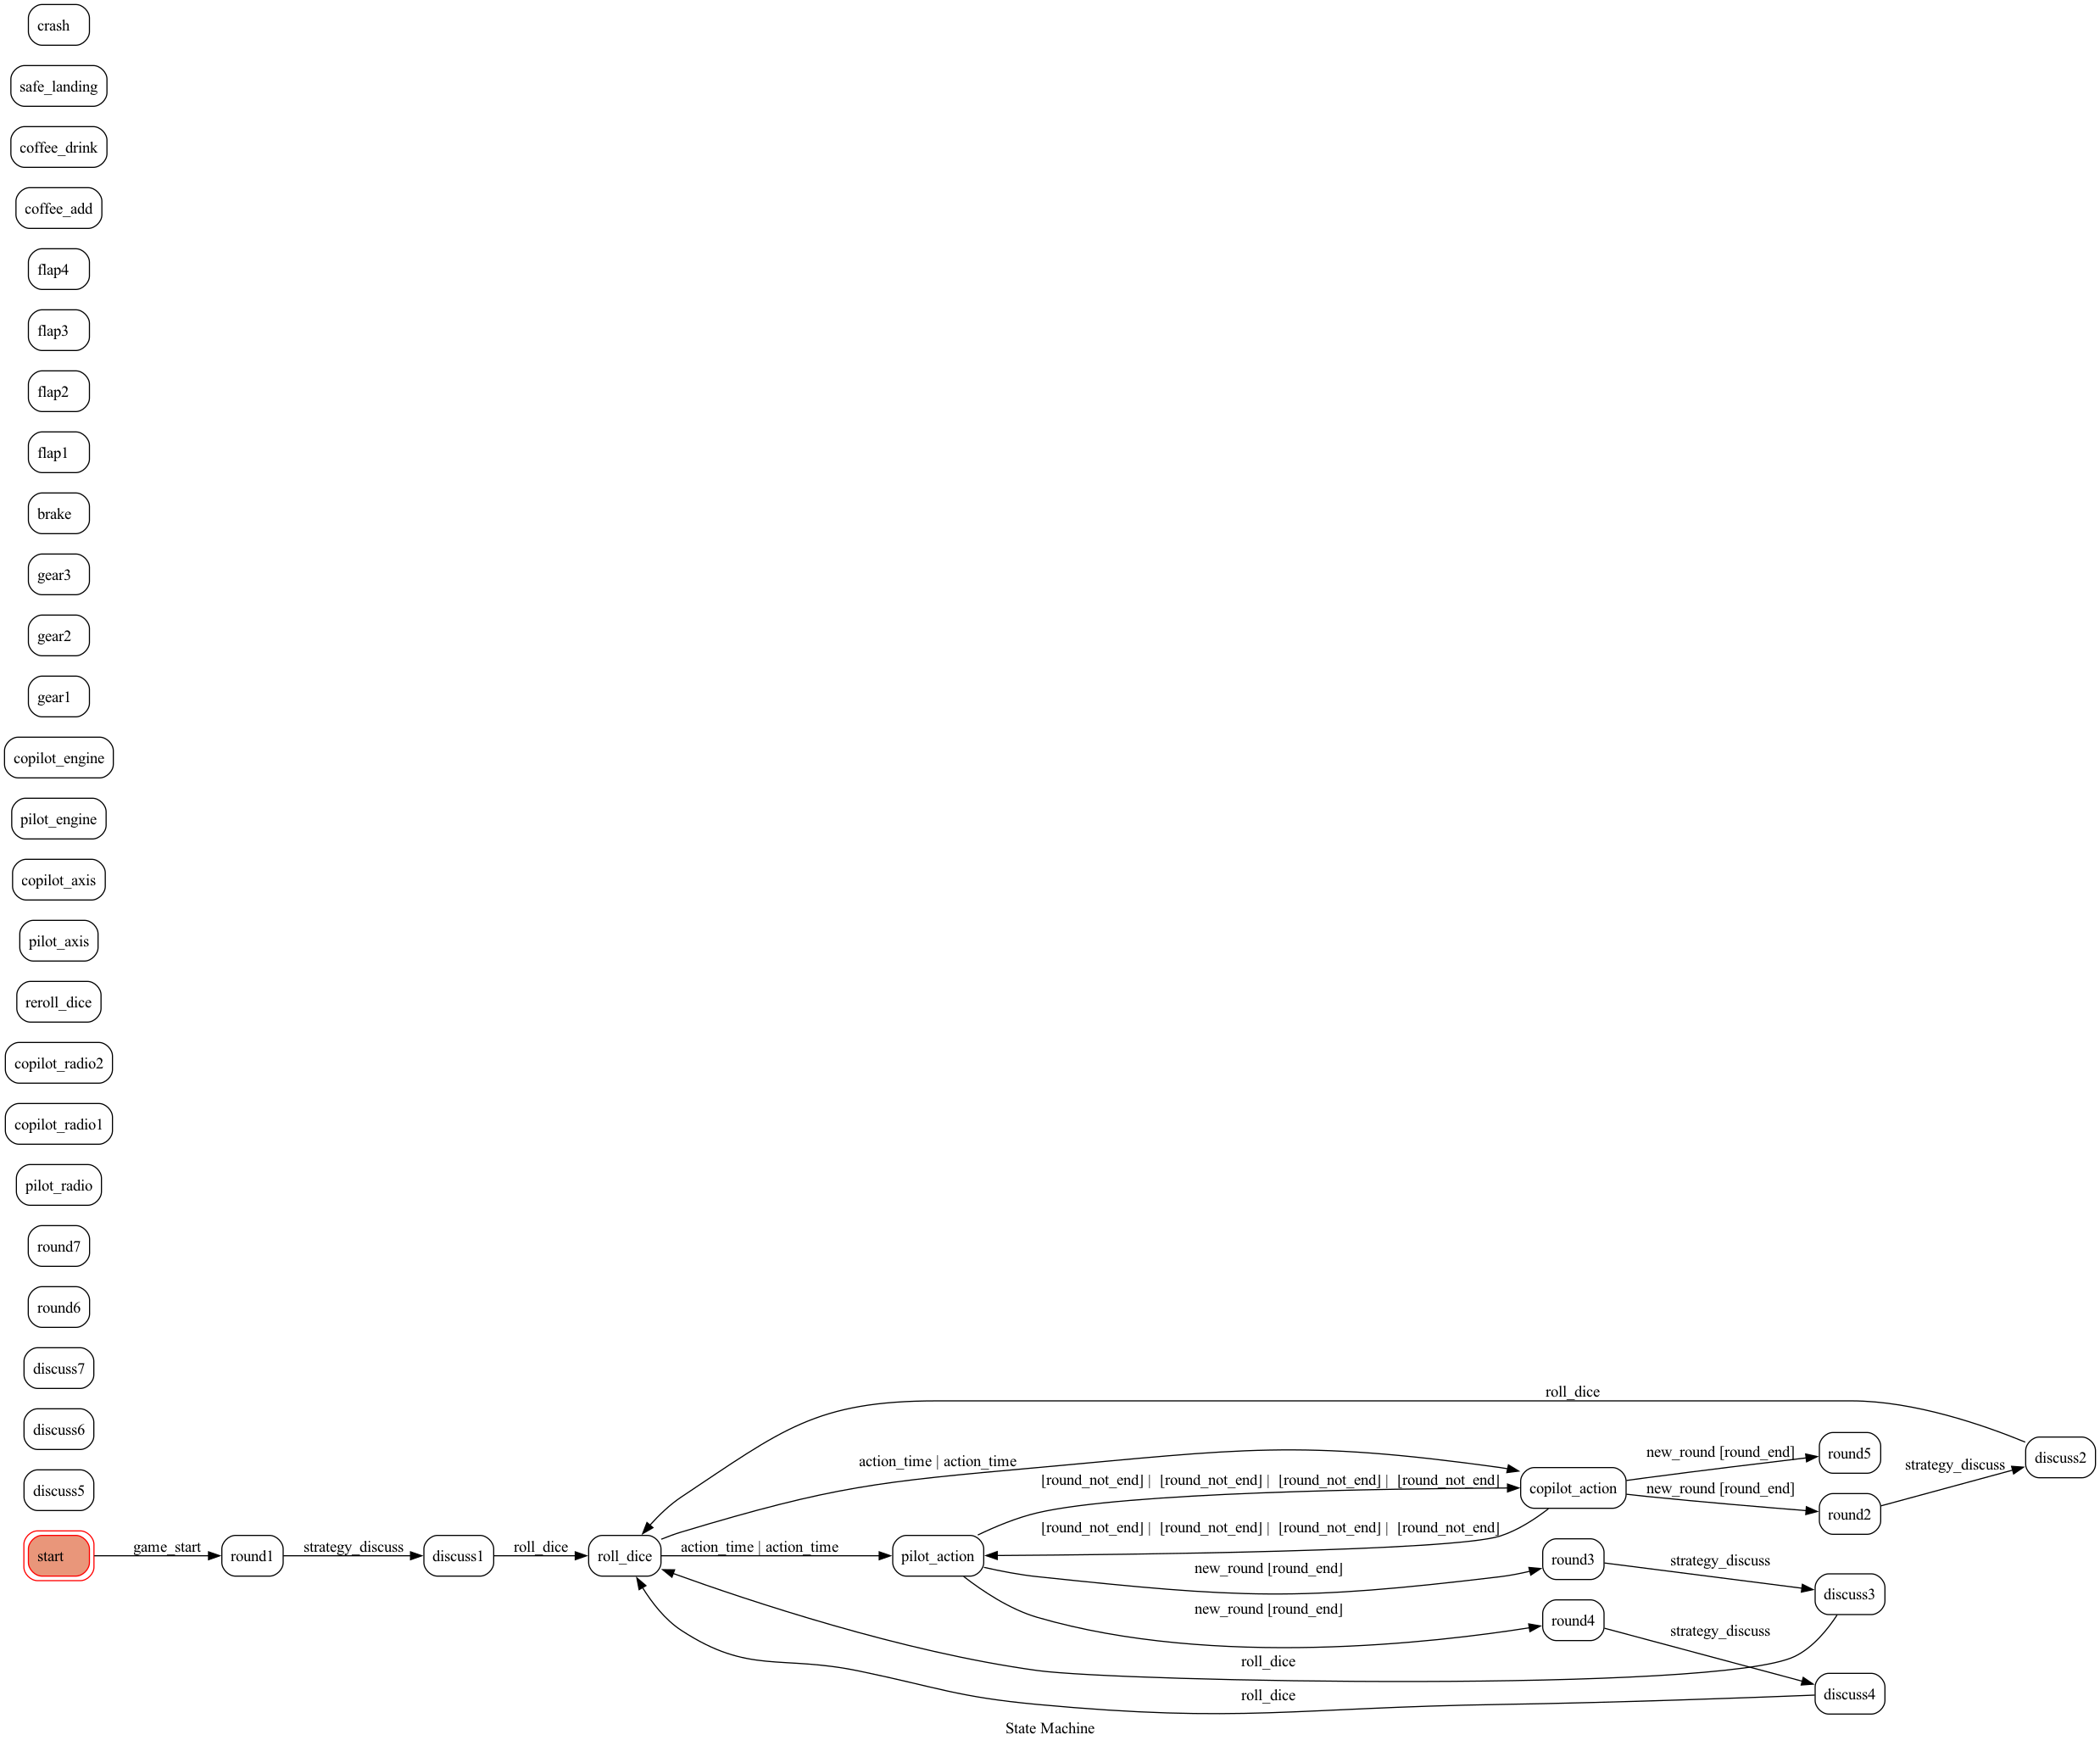 crash
safe_landing
coffee_drink
coffee_add
flap4
flap3
flap2
flap1
brake
gear3
gear2
gear1
copilot_engine
pilot_engine
copilot_axis
pilot_axis
reroll_dice
copilot_radio2
copilot_radio1
pilot_radio
round7
round6
discuss7
discuss6
discuss5
start
game_start
round1
strategy_discuss
discuss1
roll_dice
roll_dice
action_time | action_time
action_time | action_time
pilot_action
[round_not_end] | [round_not_end] | [round_not_end] | [round_not_end]
[round_not_end] | [round_not_end] | [round_not_end] | [round_not_end]
copilot_action
new_round [round_end]
round5
new_round [round_end]
round2
strategy_discuss
discuss2
roll_dice
new_round [round_end]
round3
strategy_discuss
discuss3
roll_dice
new_round [round_end]
round4
strategy_discuss
discuss4
roll_dice
State Machine